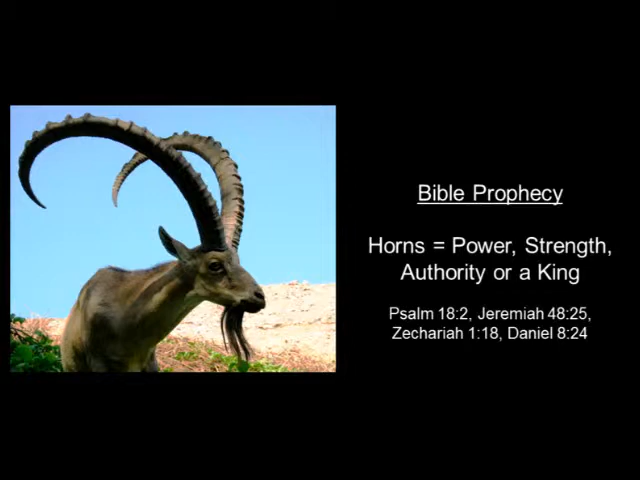 Bible Prophecy
Horns = Power, Strength,
Authority or a King
Psalm 18:2, Jeremiah 48:25,
Zechariah 1:18, Daniel 8:24